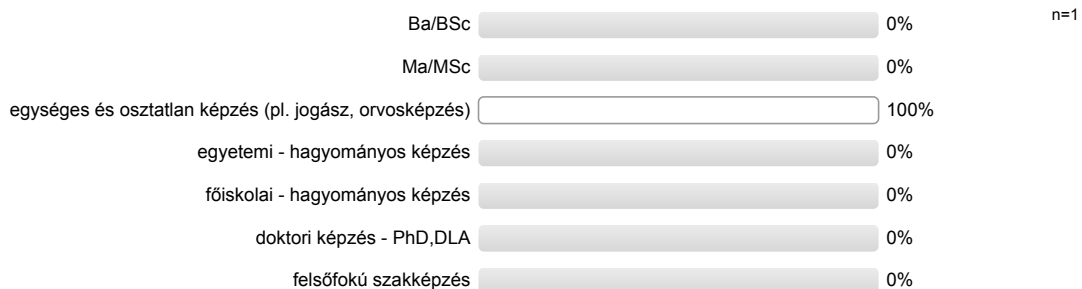 Ba/BSc 0% n=1
Ma/MSc 0%
egységes és osztatlan képzés (pl. jogász, orvosképzés) 100%
egyetemi - hagyományos képzés 0%
főiskolai - hagyományos képzés 0%
doktori képzés - PhD,DLA 0%
felsőfokú szakképzés 0%